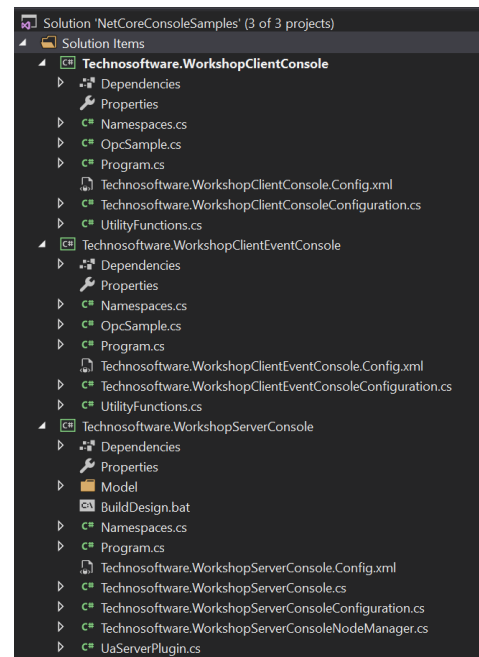 Solution 'NetCoreConsoleSamples' (3 of 3 projects)
Solution Items
C# Technosoftware.WorkshopClientConsole
Dependencies
Properties
C# Namespaces.cs
C# OpcSample.cs
C# Program.cs
Technosoftware.WorkshopClientConsole.Config.xml
C# Technosoftware.WorkshopClientConsoleConfiguration.cs
C# UtilityFunctions.cs
C# Technosoftware.WorkshopClientEventConsole
Dependencies
Properties
C# Namespaces.cs
C# OpcSample.cs
C# Program.cs
Technosoftware.WorkshopClientEventConsole.Config.xml
C# Technosoftware.WorkshopClientEventConsoleConfiguration.cs
C# UtilityFunctions.cs
C# Technosoftware.WorkshopServerConsole
Dependencies
Properties
Model
C:\ BuildDesign.bat
C# Namespaces.cs
C# Program.cs
Technosoftware.WorkshopServerConsole.Config.xml
C# Technosoftware.WorkshopServerConsole.cs
C# Technosoftware.WorkshopServerConsoleConfiguration.cs
C# Technosoftware.WorkshopServerConsoleNodeManager.cs
C# UaServerPlugin.cs